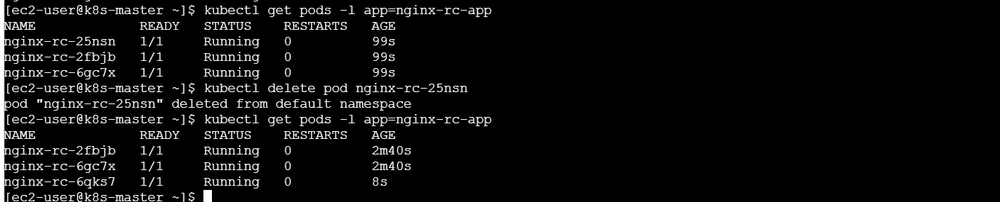 [ec2-user@k8s-master ~]$ kubectl get pods -l app=nginx-rc-app
NAME READY STATUS RESTARTS AGE
nginx-rc-25nsn 1/1 Running 0 99s
nginx-rc-2fbjb 1/1 Running 0 99s
nginx-rc-6gc7x 1/1 Running 0 99s
[ec2-user@k8s-master ~]$ kubectl delete pod nginx-rc-25nsn
pod "nginx-rc-25nsn" deleted from default namespace
[ec2-user@k8s-master ~]$ kubectl get pods -l app=nginx-rc-app
NAME READY STATUS RESTARTS AGE
nginx-rc-2fbjb 1/1 Running 0 2m40s
nginx-rc-6gc7x 1/1 Running 0 2m40s
nginx-rc-6qks7 1/1 Running 0 8s
[ec2-user@k8s-master ~]$